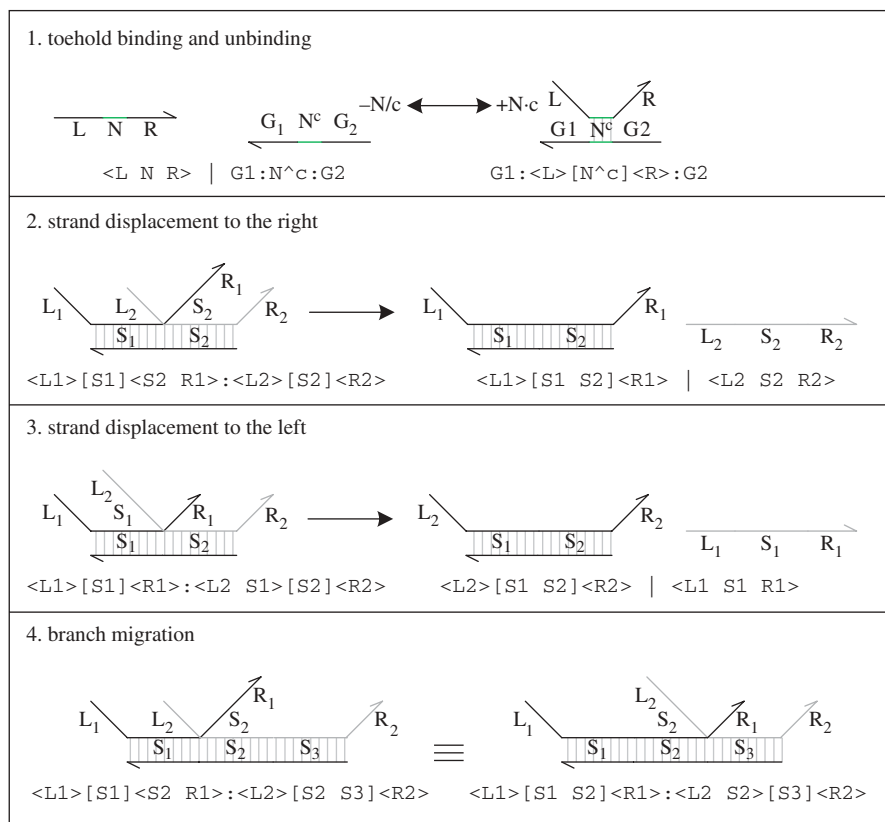 1. toehold binding and unbinding
L N R
G₁ Nᶜ G₂
–N/c +N·c
L R
G1 Nᶜ G2
<L N R> | G1:N^c:G2
G1:<L>[N^c]<R>:G2
2. strand displacement to the right
L₁ L₂ S₂ R₁ R₂
S₁ S₂
L₁ R₁
S₁ S₂
L₂ S₂ R₂
<L1>[S1]<S2 R1>:<L2>[S2]<R2>
<L1>[S1 S2]<R1> | <L2 S2 R2>
3. strand displacement to the left
L₁ L₂ S₁ R₁ R₂
S₁ S₂
L₂ R₂
S₁ S₂
L₁ S₁ R₁
<L1>[S1]<R1>:<L2 S1>[S2]<R2>
<L2>[S1 S2]<R2> | <L1 S1 R1>
4. branch migration
L₁ L₂ S₂ R₁ R₂
S₁ S₂ S₃
≡
L₁ L₂ S₂ R₁ R₂
S₁ S₂ S₃
<L1>[S1]<S2 R1>:<L2>[S2 S3]<R2>
<L1>[S1 S2]<R1>:<L2 S2>[S3]<R2>